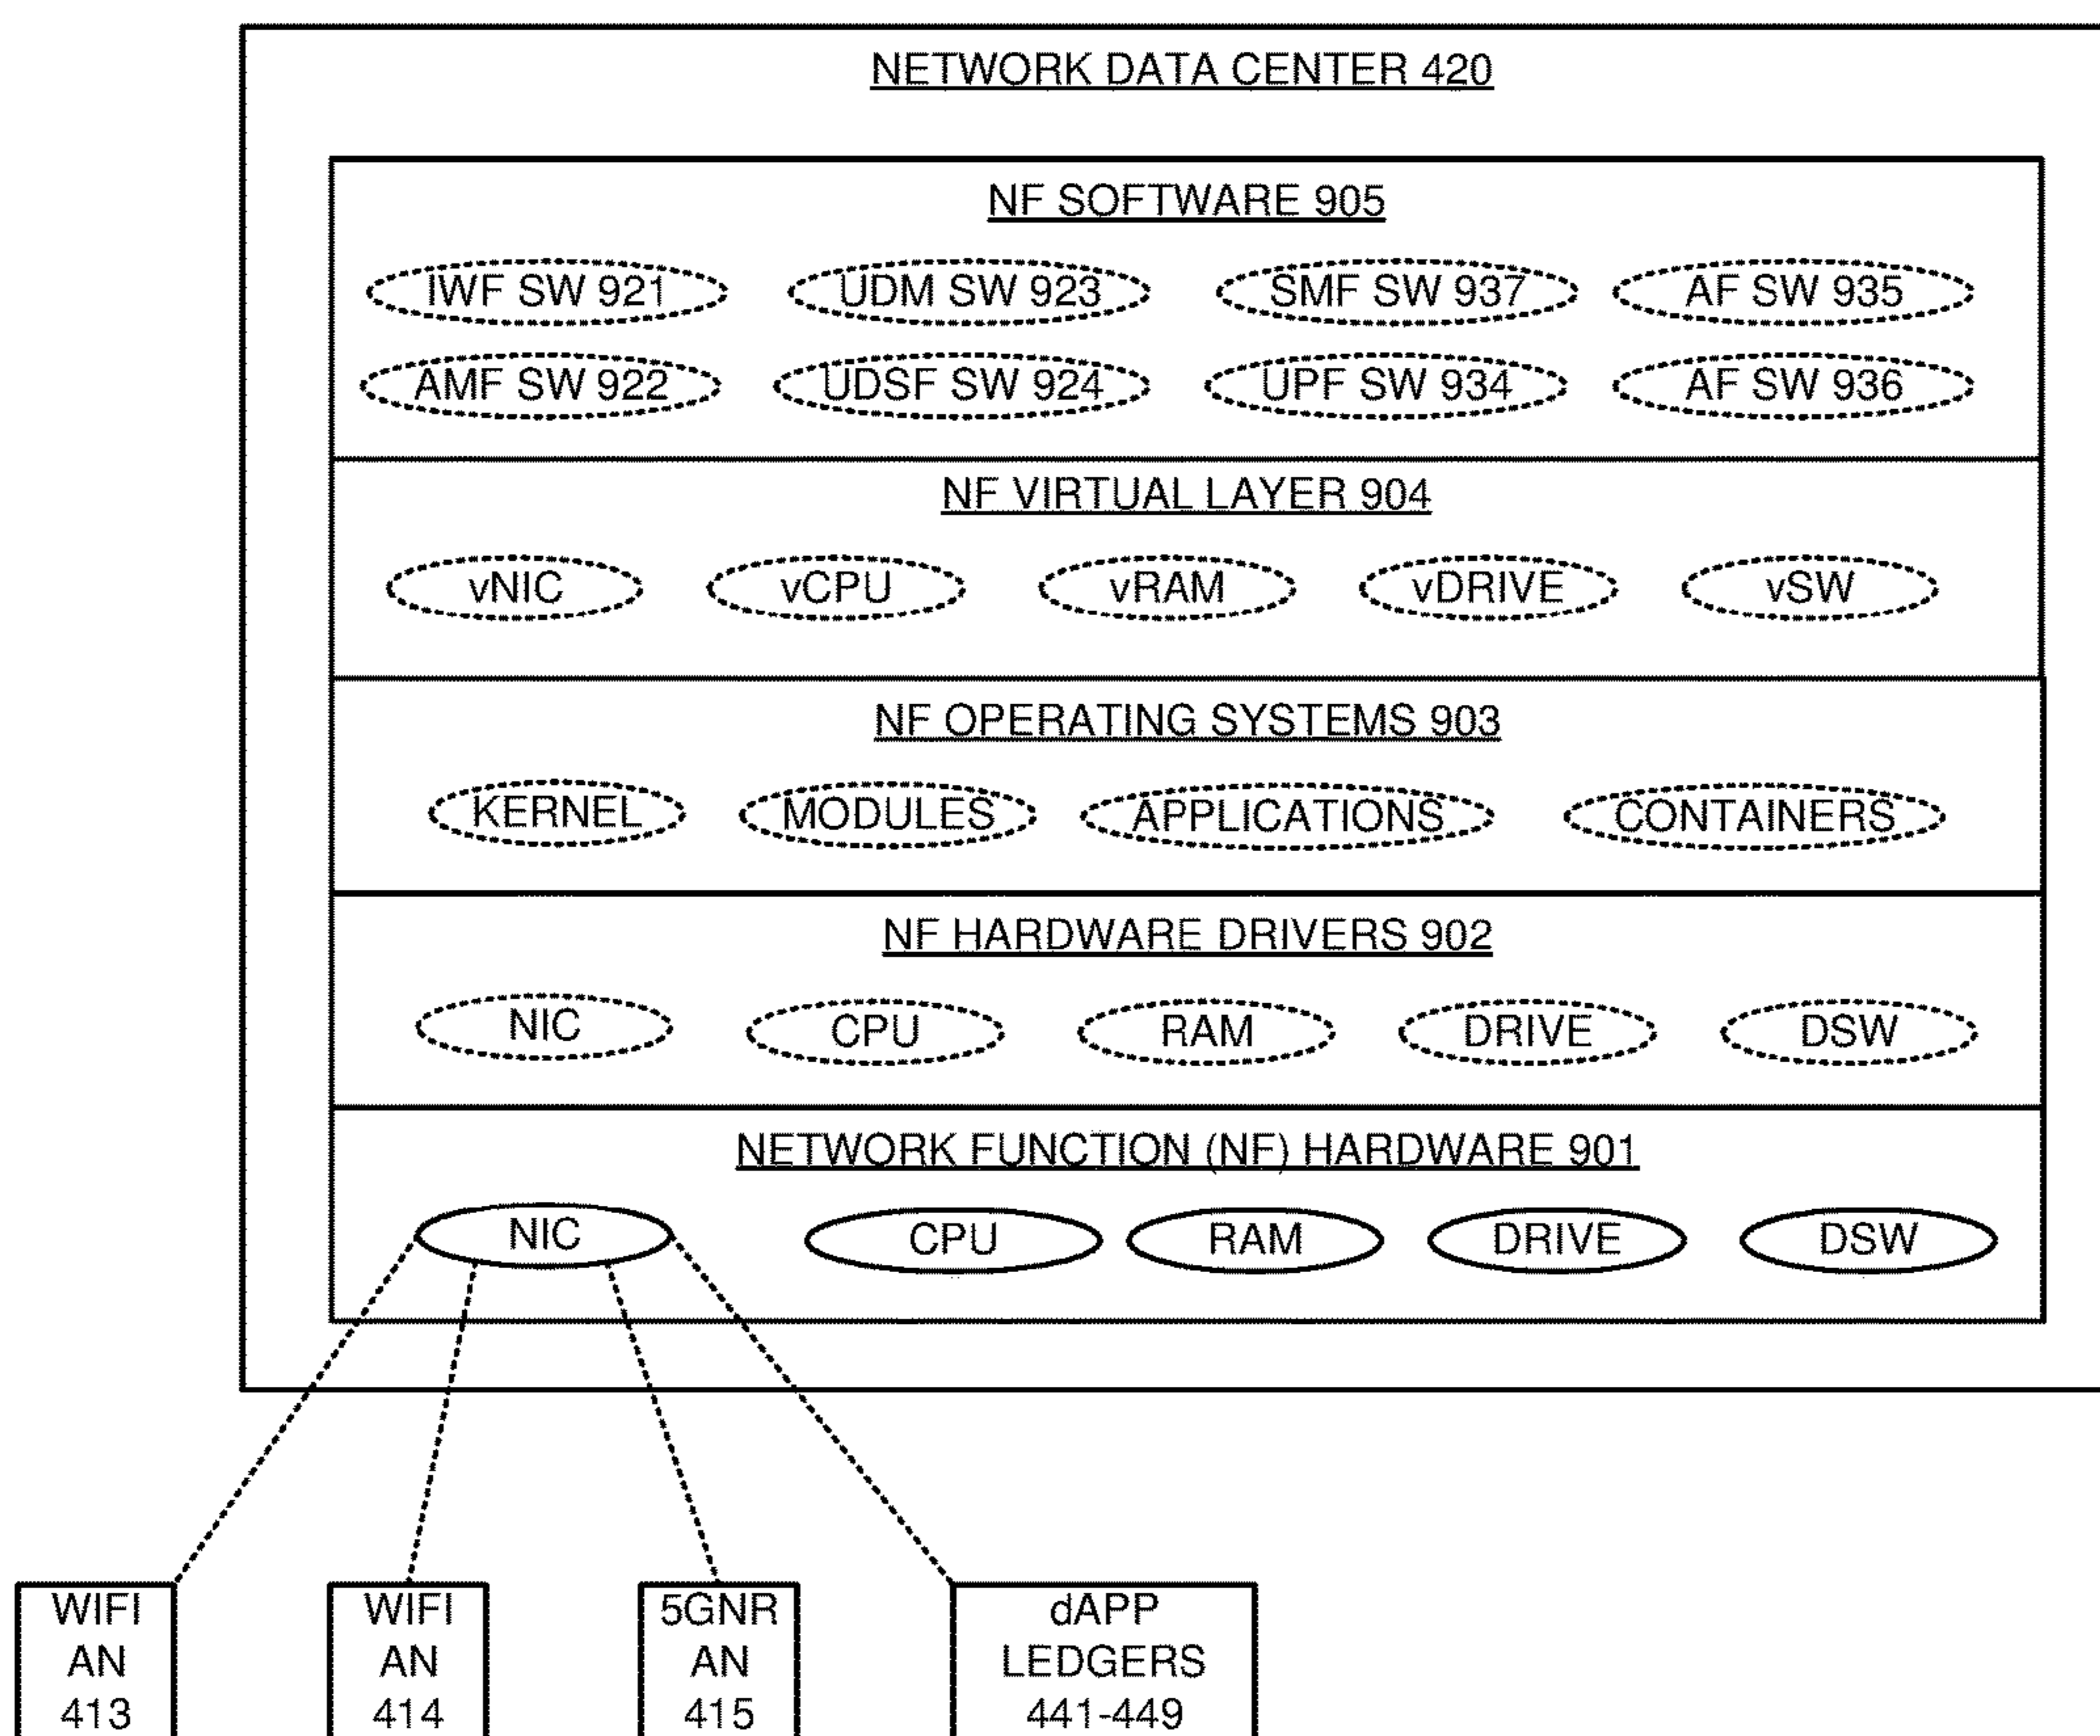 NETWORK DATA CENTER 420
NF SOFTWARE 905
IWF SW 921 UDM SW 923 SMF SW 937 AF SW 935
AMF SW 922 UDSF SW 924 UPF SW 934 AF SW 936
NF VIRTUAL LAYER 904
vNIC vCPU vRAM vDRIVE vSW
NF OPERATING SYSTEMS 903
KERNEL MODULES APPLICATIONS CONTAINERS
NF HARDWARE DRIVERS 902
NIC CPU RAM DRIVE DSW
NETWORK FUNCTION (NF) HARDWARE 901
NIC CPU RAM DRIVE DSW
WIFI
AN
413
WIFI
AN
414
5GNR
AN
415
dAPP
LEDGERS
441-449